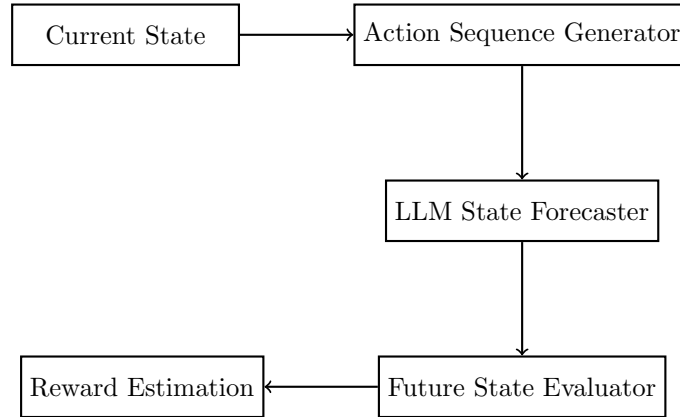 Current State
Action Sequence Generator
LLM State Forecaster
Reward Estimation
Future State Evaluator